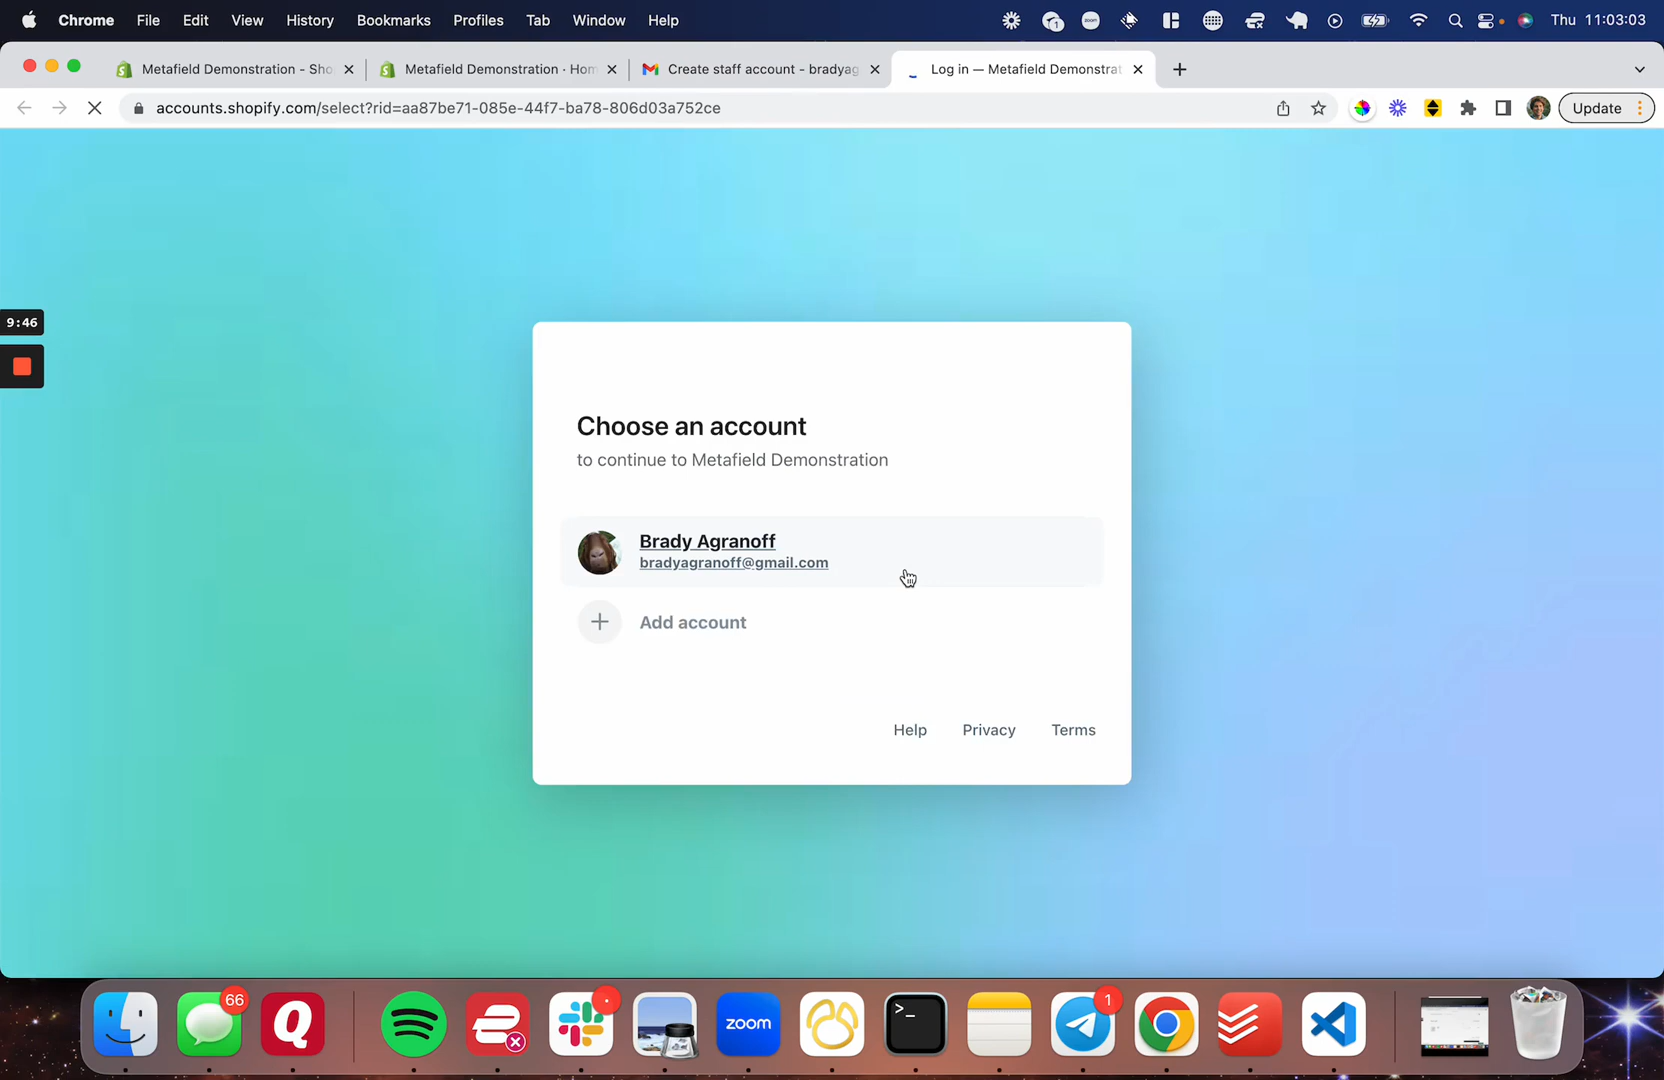 Chrome File Edit View History Bookmarks Profiles Tab Window Help
1
zoom
Thu 11:03:03
Metafield Demonstration - Sho
Metafield Demonstration · Hom
Create staff account - bradyag
Log in — Metafield Demonstrat
accounts.shopify.com/select?rid=aa87be71-085e-44f7-ba78-806d03a752ce
Update
9:46
Choose an account
to continue to Metafield Demonstration
Brady Agranoff
bradyagranoff@gmail.com
Add account
Help Privacy Terms
66
1
Q
zoom
>_